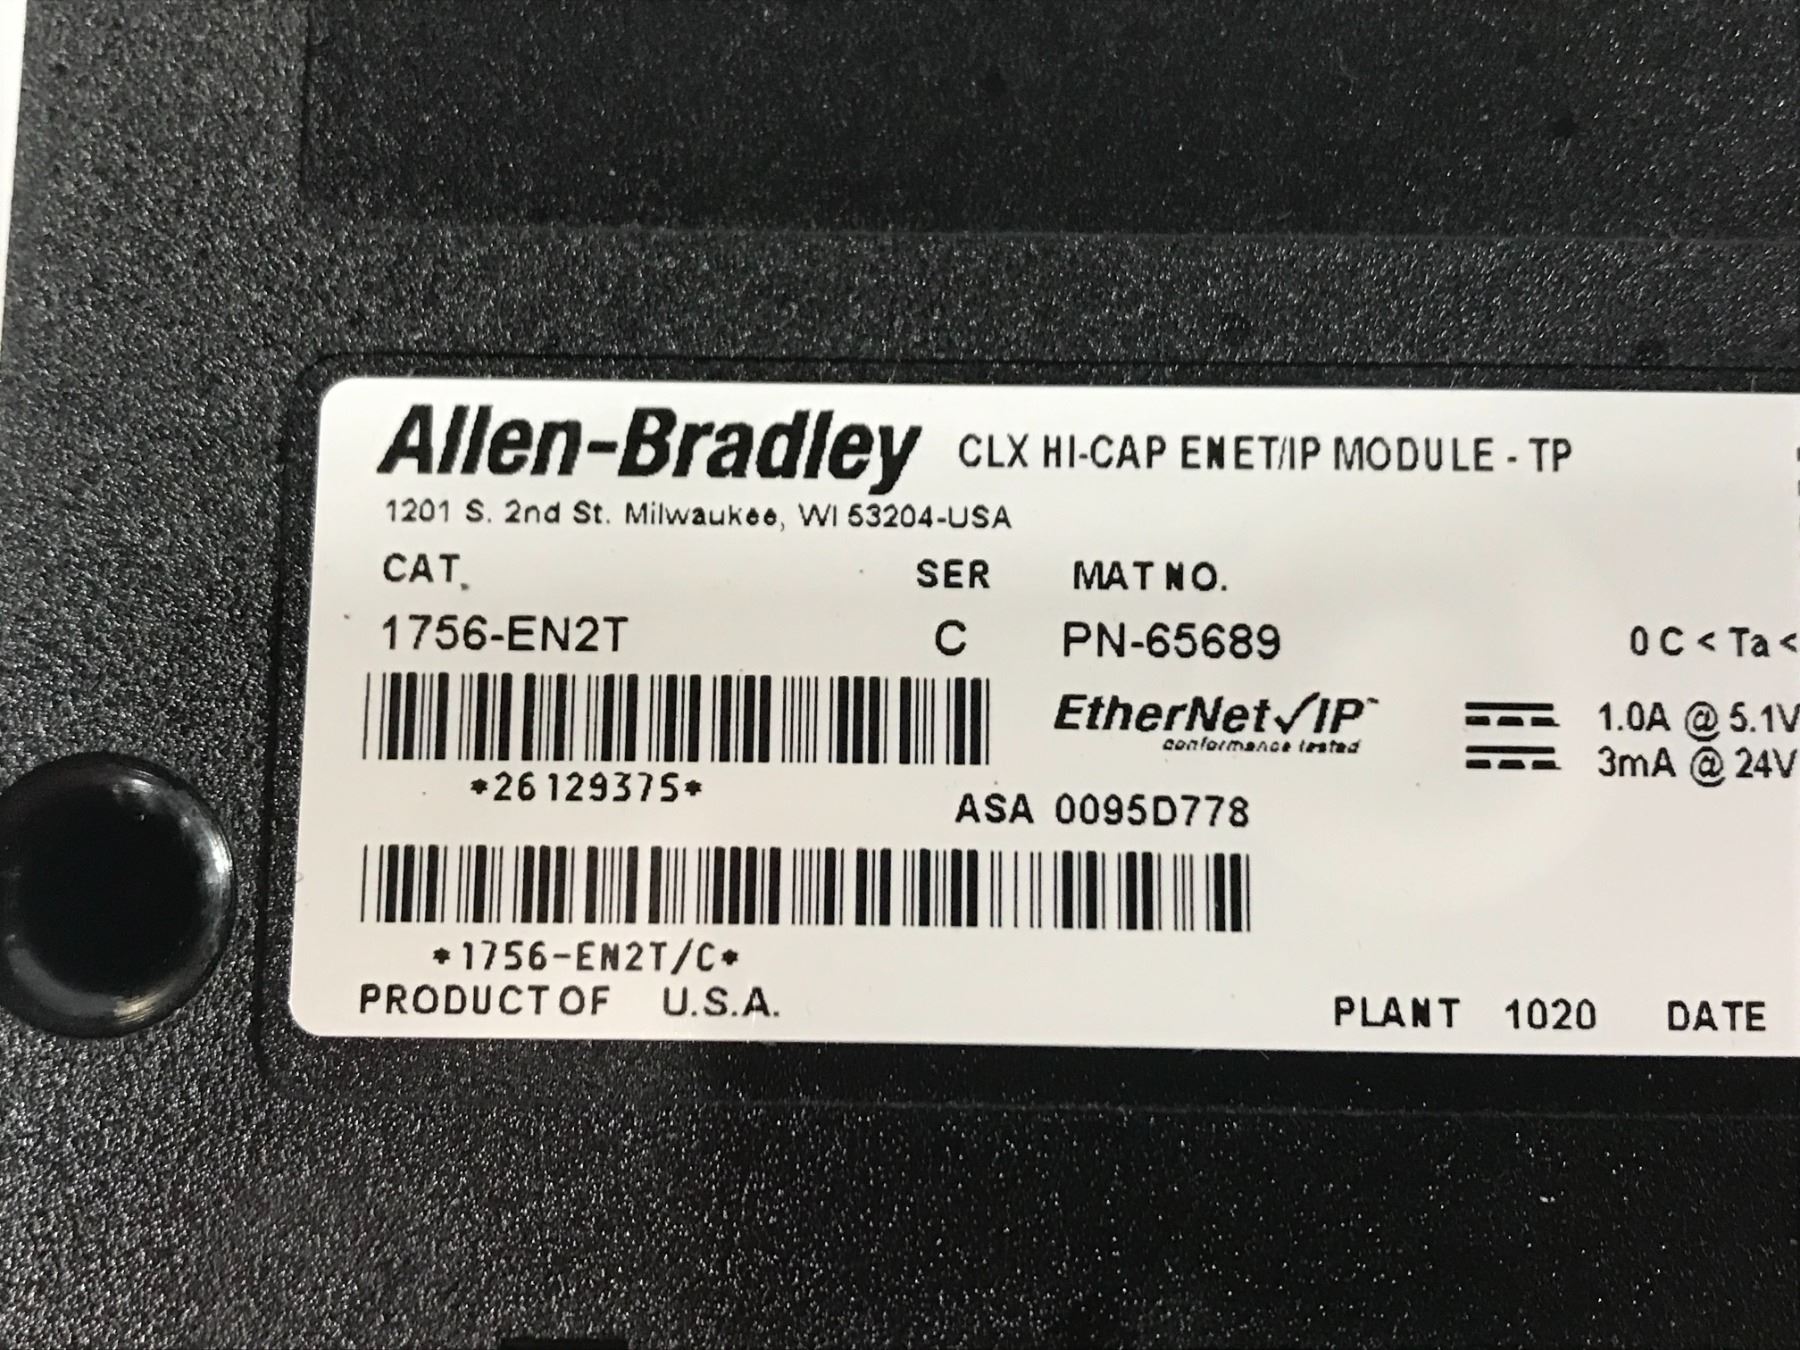 Allen-Bradley CLX HI-CAP ENET/IP MODULE - TP
1201 S. 2nd St. Milwaukee, WI 53204-USA
CAT. SER MAT NO.
1756-EN2T C PN-65689 0 C < Ta <
EtherNet/IP™ 1.0A @ 5.1V
conformance tested 3mA @ 24V
*26129375* ASA 0095D778
*1756-EN2T/C*
PRODUCT OF U.S.A. PLANT 1020 DATE